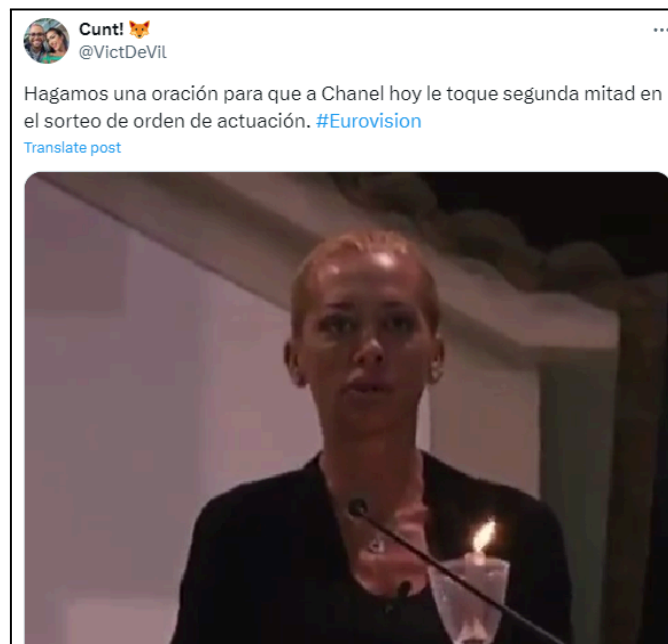 Cunt! 🦊
@VictDeViL
Hagamos una oración para que a Chanel hoy le toque segunda mitad en
el sorteo de orden de actuación. #Eurovision
Translate post